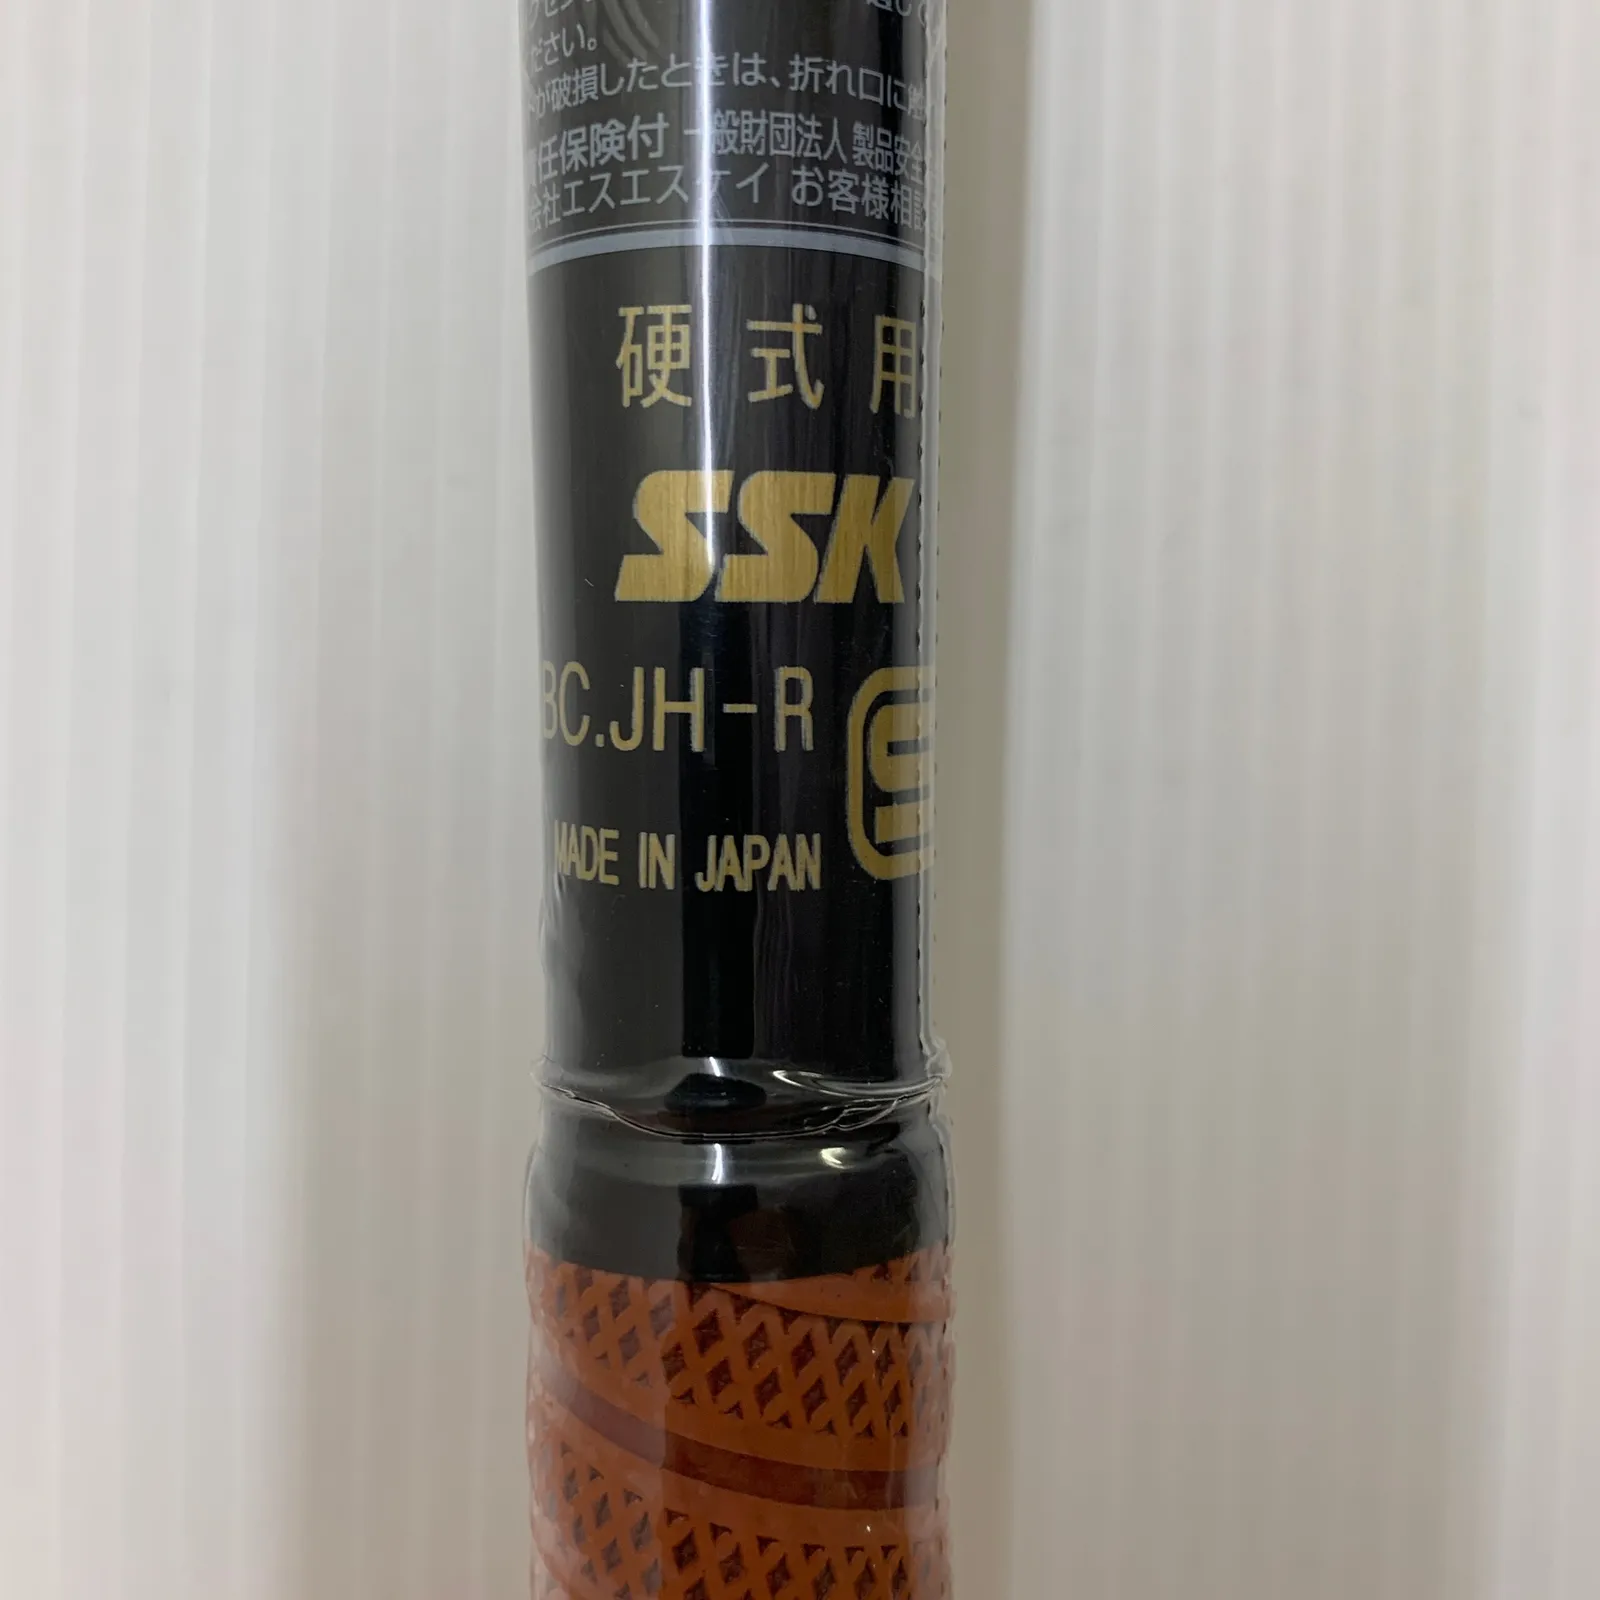 ださい。
が破損したときは、折れ口に
任保険付 一般財団法人 製品安全
会社エスエスケイ お客様相談
硬式用
SSK
BC.JH-R S
MADE IN JAPAN